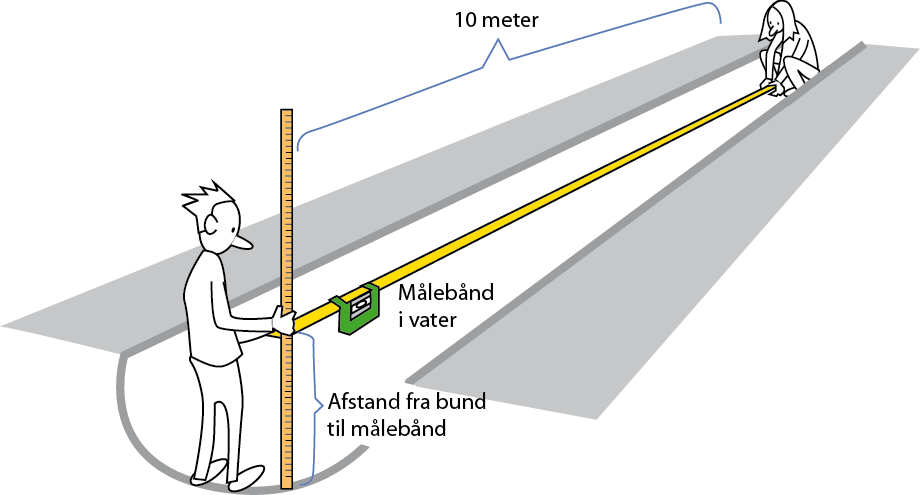 10 meter
Målebånd
i vater
Afstand fra bund
til målebånd